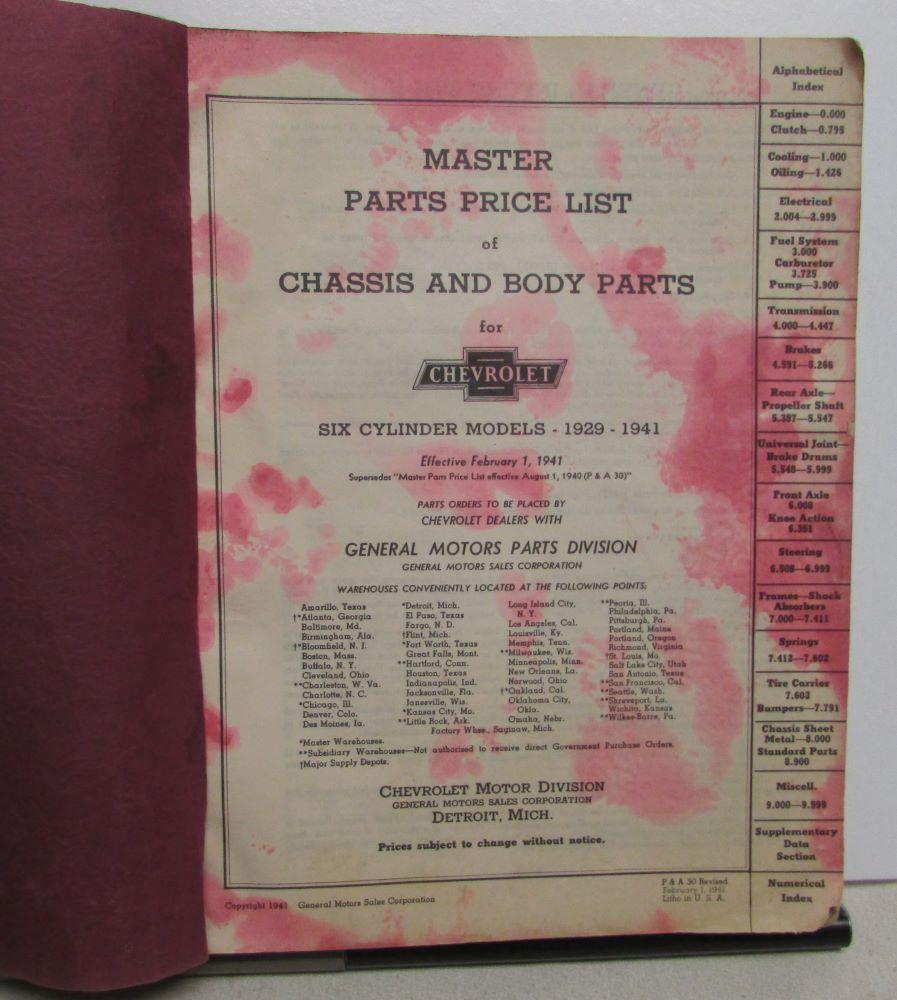 MASTER
PARTS PRICE LIST
of
CHASSIS AND BODY PARTS
for
CHEVROLET
SIX CYLINDER MODELS - 1929 - 1941
Effective February 1, 1941
Supersedes "Master Parts Price List effective August 1, 1940 (P & A 30)"
PARTS ORDERS TO BE PLACED BY
CHEVROLET DEALERS WITH
GENERAL MOTORS PARTS DIVISION
GENERAL MOTORS SALES CORPORATION
WAREHOUSES CONVENIENTLY LOCATED AT THE FOLLOWING POINTS:
Amarillo, Texas
†*Atlanta, Georgia
Baltimore, Md.
Birmingham, Ala.
†*Bloomfield, N. J.
Boston, Mass.
Buffalo, N. Y.
Cleveland, Ohio
**Charleston, W. Va.
Charlotte, N. C.
*Chicago, Ill.
Denver, Colo.
Des Moines, Ia.
*Detroit, Mich.
El Paso, Texas
Fargo, N. D.
†Flint, Mich.
*Fort Worth, Texas
Great Falls, Mont.
**Hartford, Conn.
Houston, Texas
Indianapolis, Ind.
Jacksonville, Fla.
Janesville, Wis.
*Kansas City, Mo.
**Little Rock, Ark.
Long Island City,
N. Y.
Los Angeles, Cal.
Louisville, Ky.
Memphis, Tenn.
**Milwaukee, Wis.
Minneapolis, Minn.
New Orleans, La.
Norwood, Ohio
†*Oakland, Cal.
Oklahoma City,
Okla.
Omaha, Nebr.
**Peoria, Ill.
Philadelphia, Pa.
Pittsburgh, Pa.
Portland, Maine
Portland, Oregon
Richmond, Virginia
*†St. Louis, Mo.
Salt Lake City, Utah
San Antonio, Texas
**San Francisco, Cal.
**Seattle, Wash.
**Shreveport, La.
Wichita, Kansas
**Wilkes-Barre, Pa.
Factory Whse., Saginaw, Mich.
*Master Warehouses.
**Subsidiary Warehouses—Not authorized to receive direct Government Purchase Orders.
†Major Supply Depots.
CHEVROLET MOTOR DIVISION
GENERAL MOTORS SALES CORPORATION
DETROIT, MICH.
Prices subject to change without notice.
Copyright 1941 General Motors Sales Corporation
P & A 30 Revised
February 1, 1941
Litho in U. S. A.
Alphabetical
Index
Engine—0.000
Clutch—0.795
Cooling—1.000
Oiling—1.426
Electrical
2.004—2.999
Fuel System
3.000
Carburetor
3.725
Pump—3.900
Transmission
4.000—4.447
Brakes
4.591—5.266
Rear Axle—
Propeller Shaft
5.387—5.547
Universal Joint—
Brake Drums
5.548—5.999
Front Axle
6.008
Knee Action
6.351
Steering
6.508—6.999
Frames—Shock
Absorbers
7.000—7.411
Springs
7.412—7.602
Tire Carrier
7.603
Bumpers—7.791
Chassis Sheet
Metal—8.000
Standard Parts
8.900
Miscell.
9.000—9.999
Supplementary
Data
Section
Numerical
Index